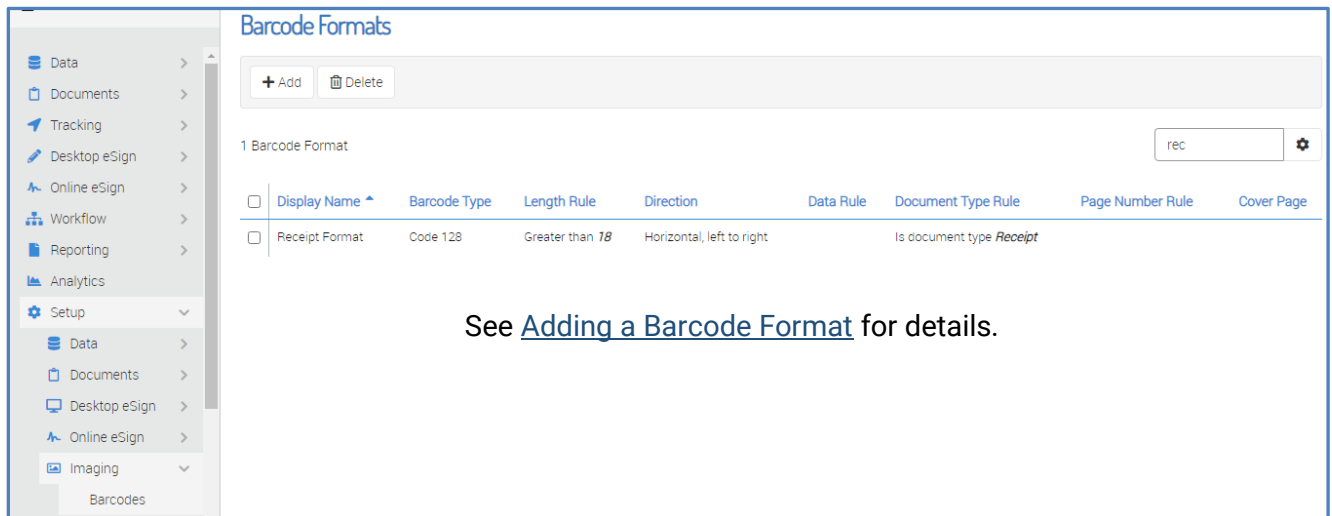 Barcode Formats
Data
Documents
Tracking
Desktop eSign
Online eSign
Workflow
Reporting
Analytics
Setup
Data
Documents
Desktop eSign
Online eSign
Imaging
Barcodes
Add Delete
1 Barcode Format rec
Display Name Barcode Type Length Rule Direction Data Rule Document Type Rule Page Number Rule Cover Page
Receipt Format Code 128 Greater than 18 Horizontal, left to right Is document type Receipt
See Adding a Barcode Format for details.